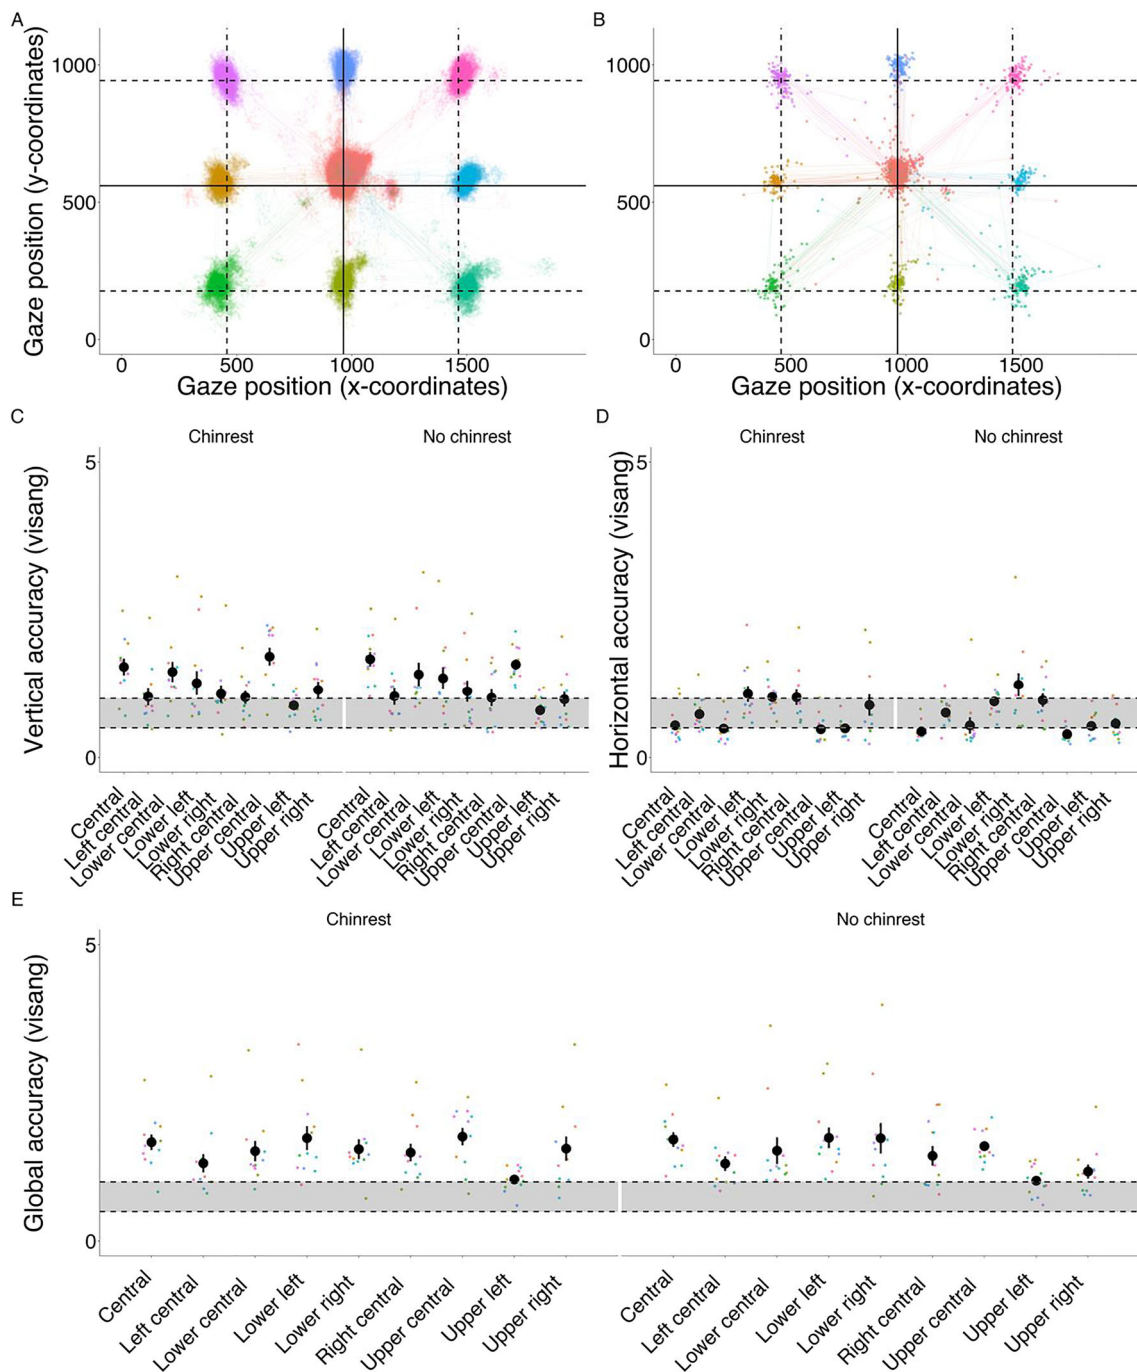 A
B
Gaze position (y-coordinates)
1000
500
0
0
500
1000
1500
Gaze position (x-coordinates)
Gaze position (y-coordinates)
1000
500
0
0
500
1000
1500
Gaze position (x-coordinates)
C
D
Chinrest
No chinrest
Vertical accuracy (visang)
5
0
Central
Left central
Lower central
Lower left
Lower right
Right central
Upper central
Upper left
Upper right
Central
Left central
Lower central
Lower left
Lower right
Right central
Upper central
Upper left
Upper right
Chinrest
No chinrest
Horizontal accuracy (visang)
5
0
Central
Left central
Lower central
Lower left
Lower right
Right central
Upper central
Upper left
Upper right
Central
Left central
Lower central
Lower left
Lower right
Right central
Upper central
Upper left
Upper right
E
Chinrest
No chinrest
Global accuracy (visang)
5
0
Central
Left central
Lower central
Lower left
Lower right
Right central
Upper central
Upper left
Upper right
Central
Left central
Lower central
Lower left
Lower right
Right central
Upper central
Upper left
Upper right